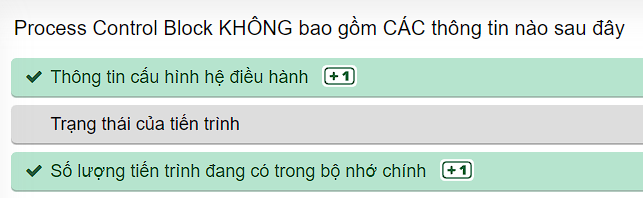 Process Control Block KHÔNG bao gồm CÁC thông tin nào sau đây
Thông tin cấu hình hệ điều hành +1
Trạng thái của tiến trình
Số lượng tiến trình đang có trong bộ nhớ chính +1